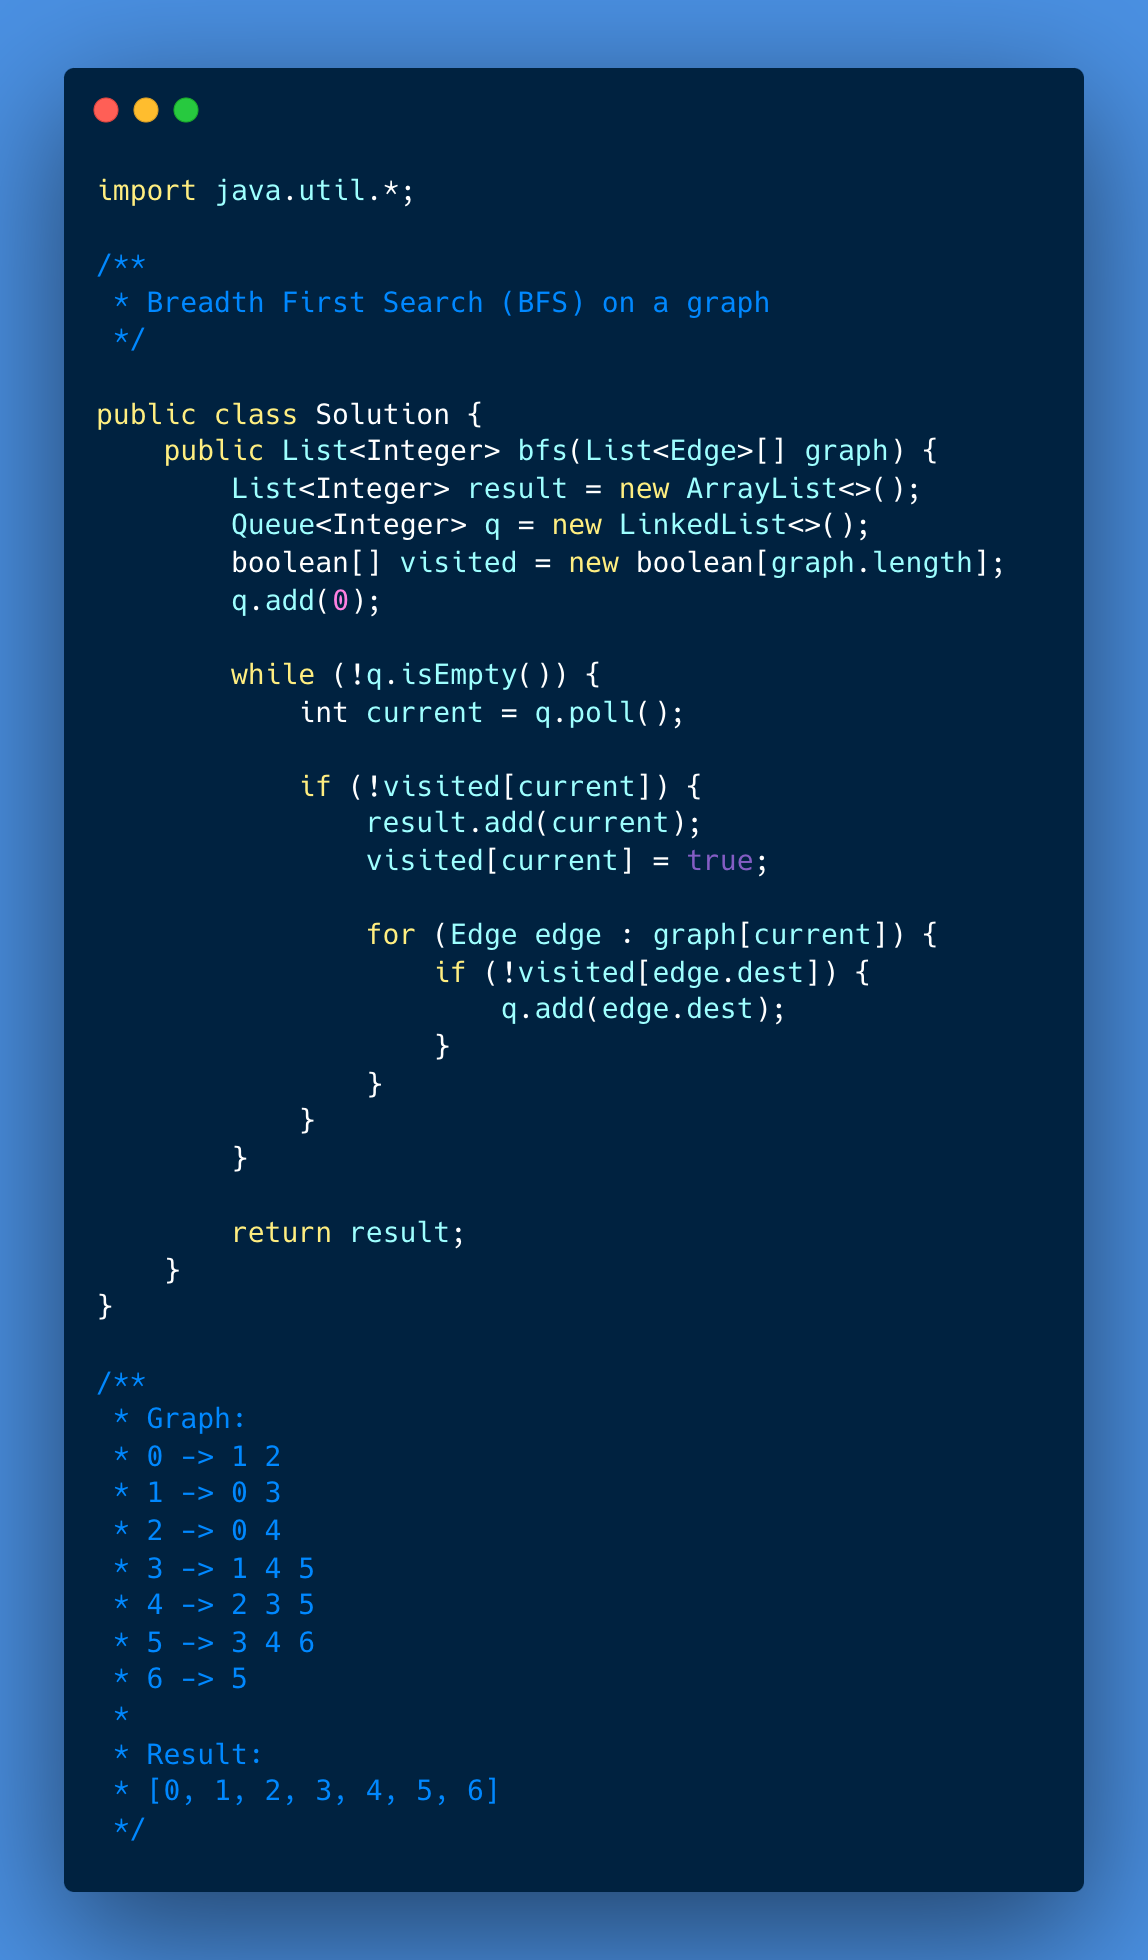 import java.util.*;

/**
 * Breadth First Search (BFS) on a graph
 */

public class Solution {
    public List<Integer> bfs(List<Edge>[] graph) {
        List<Integer> result = new ArrayList<>();
        Queue<Integer> q = new LinkedList<>();
        boolean[] visited = new boolean[graph.length];
        q.add(0);

        while (!q.isEmpty()) {
            int current = q.poll();

            if (!visited[current]) {
                result.add(current);
                visited[current] = true;

                for (Edge edge : graph[current]) {
                    if (!visited[edge.dest]) {
                        q.add(edge.dest);
                    }
                }
            }
        }

        return result;
    }
}

/**
 * Graph:
 * 0 -> 1 2
 * 1 -> 0 3
 * 2 -> 0 4
 * 3 -> 1 4 5
 * 4 -> 2 3 5
 * 5 -> 3 4 6
 * 6 -> 5
 *
 * Result:
 * [0, 1, 2, 3, 4, 5, 6]
 */